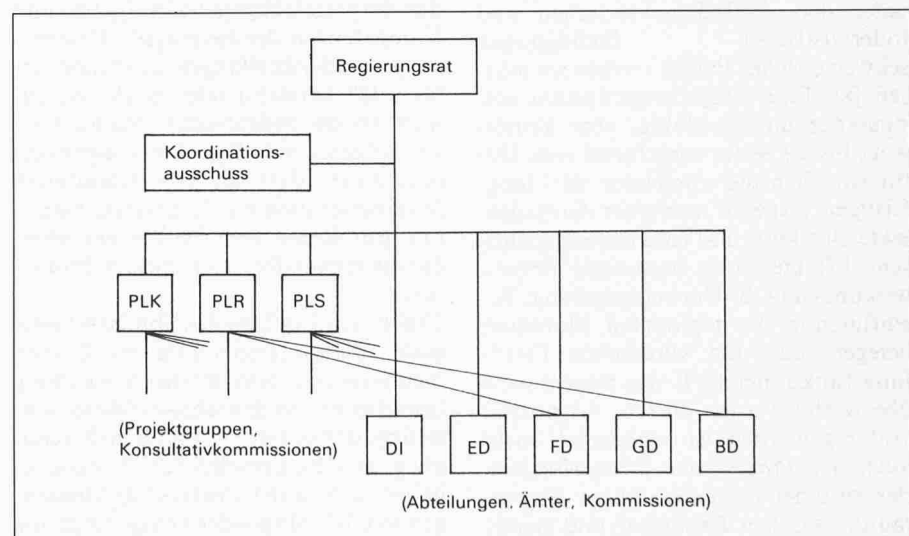 Regierungsrat
Koordinations-
ausschuss
PLK PLR PLS
(Projektgruppen,
Konsultativkommissionen)
DI ED FD GD BD
(Abteilungen. Ämter, Kommissionen)